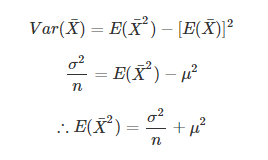 Var(X̄) = E(X̄²) − [E(X̄)]²
σ²/n = E(X̄²) − μ²
∴ E(X̄²) = σ²/n + μ²